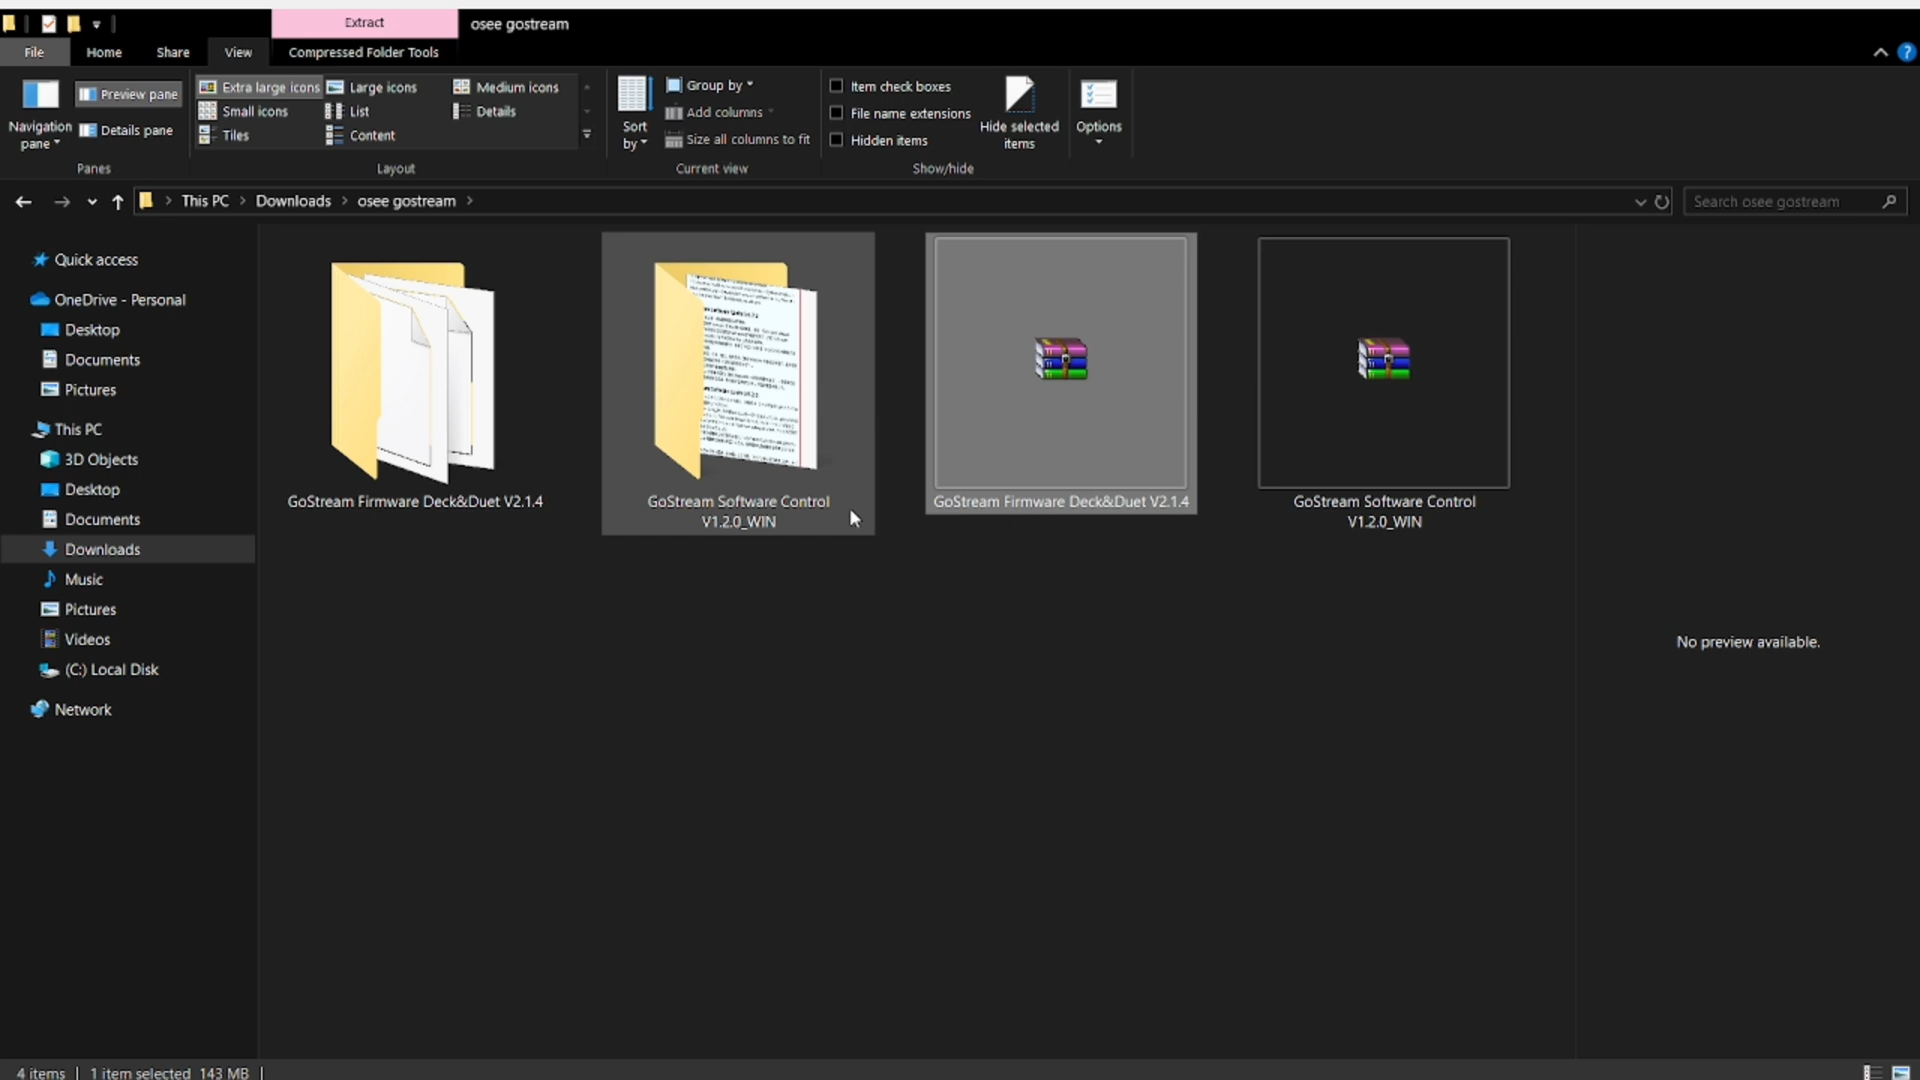 Extract
osee gostream
File
Home
Share
View
Compressed Folder Tools
Navigation
pane
Preview pane
Details pane
Panes
Extra large icons
Large icons
Medium icons
Small icons
List
Details
Tiles
Content
Layout
Sort
by
Group by
Add columns
Size all columns to fit
Current view
Item check boxes
File name extensions
Hidden items
Hide selected
items
Show/hide
Options
This PC > Downloads > osee gostream >
Search osee gostream
Quick access
OneDrive - Personal
Desktop
Documents
Pictures
This PC
3D Objects
Desktop
Documents
Downloads
Music
Pictures
Videos
(C:) Local Disk
Network
GoStream Firmware Deck&Duet V2.1.4
GoStream Software Control
V1.2.0_WIN
GoStream Firmware Deck&Duet V2.1.4
GoStream Software Control
V1.2.0_WIN
No preview available.
4 items
1 item selected 143 MB